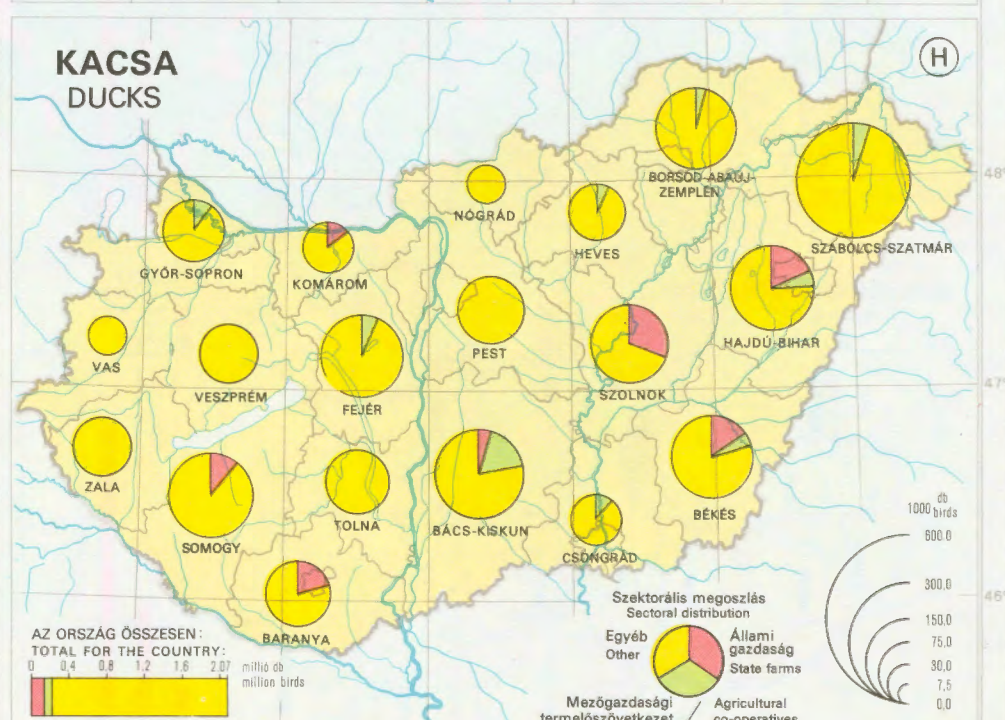 KACSA
DUCKS
H
48°
BORSOD-ABAÚJ-
ZEMPLÉN
NÓGRÁD
HEVES
SZABOLCS-SZATMÁR
GYŐR-SOPRON
KOMÁROM
HAJDÚ-BIHAR
VAS
VESZPRÉM
FEJÉR
PEST
SZOLNOK
47°
ZALA
SOMOGY
TOLNA
BÁCS-KISKUN
CSONGRÁD
BÉKÉS
BARANYA
46°
AZ ORSZÁG ÖSSZESEN:
TOTAL FOR THE COUNTRY:
0 0,4 0,8 1,2 1,6 2.07
millió db
million birds
Szektorális megoszlás
Sectoral distribution
Egyéb
Other
Állami
gazdaság
State farms
Mezőgazdasági
termelőszövetkezet
Agricultural
co-operatives
1000 db
birds
600.0
300,0
150.0
75,0
30,0
7,5
0,0